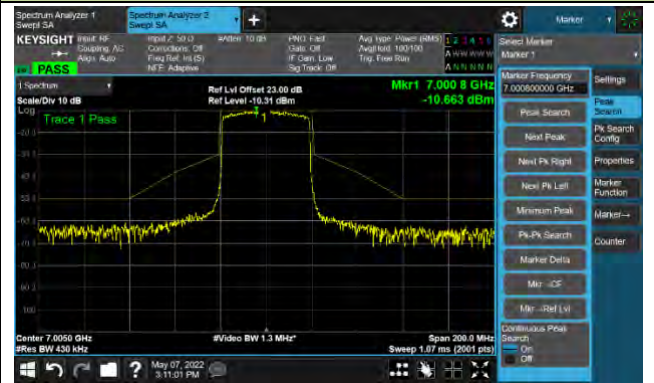 Spectrum Analyzer 1
Swept SA
Spectrum Analyzer 2
Swept SA
+
Marker
KEYSIGHT
Input: RF
Coupling: AC
Align: Auto
Input Z: 50 Ω
Corrections: Off
Freq Ref: Int (S)
NFE: Adaptive
#Atten: 10 dB
PNO: Fast
Gate: Off
IF Gain: Low
Sig Track: Off
Avg Type: Power (RMS)
Avg|Hold: 100/100
Trig: Free Run
1 2 3 4 5 6
A W W W W W
A N N N N N
PASS
Select Marker
Marker 1
1 Spectrum
Scale/Div 10 dB
Log
Ref Lvl Offset 23.00 dB
Ref Level -10.31 dBm
Mkr1 7.000 8 GHz
-10.663 dBm
Trace 1 Pass
1
Marker Frequency
7.000800000 GHz
Peak Search
Next Peak
Next Pk Right
Next Pk Left
Minimum Peak
Pk-Pk Search
Marker Delta
Mkr→CF
Mkr→Ref Lvl
Continuous Peak
Search
On
Off
Settings
Peak
Search
Pk Search
Config
Properties
Marker
Function
Marker→
Counter
Center 7.0050 GHz
#Res BW 430 kHz
#Video BW 1.3 MHz*
Span 200.0 MHz
Sweep 1.07 ms (2001 pts)
?
May 07, 2022
3:11:01 PM